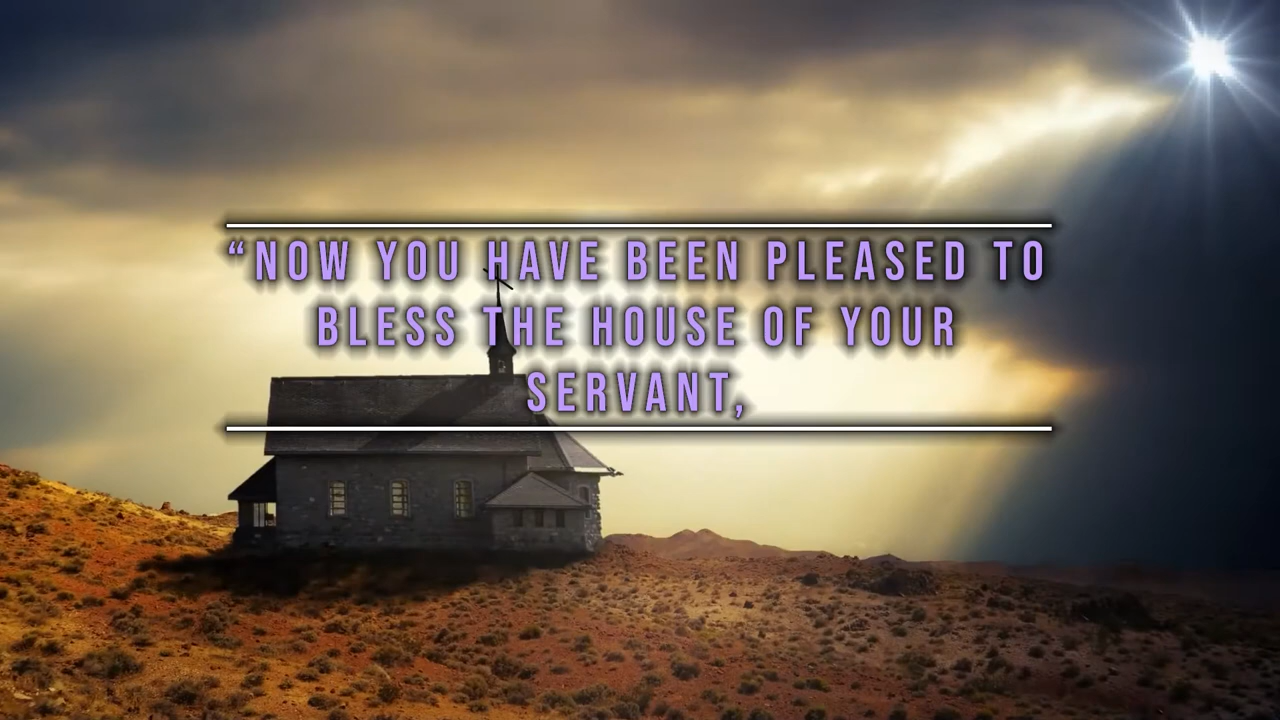 “NOW YOU HAVE BEEN PLEASED TO
BLESS THE HOUSE OF YOUR
SERVANT,